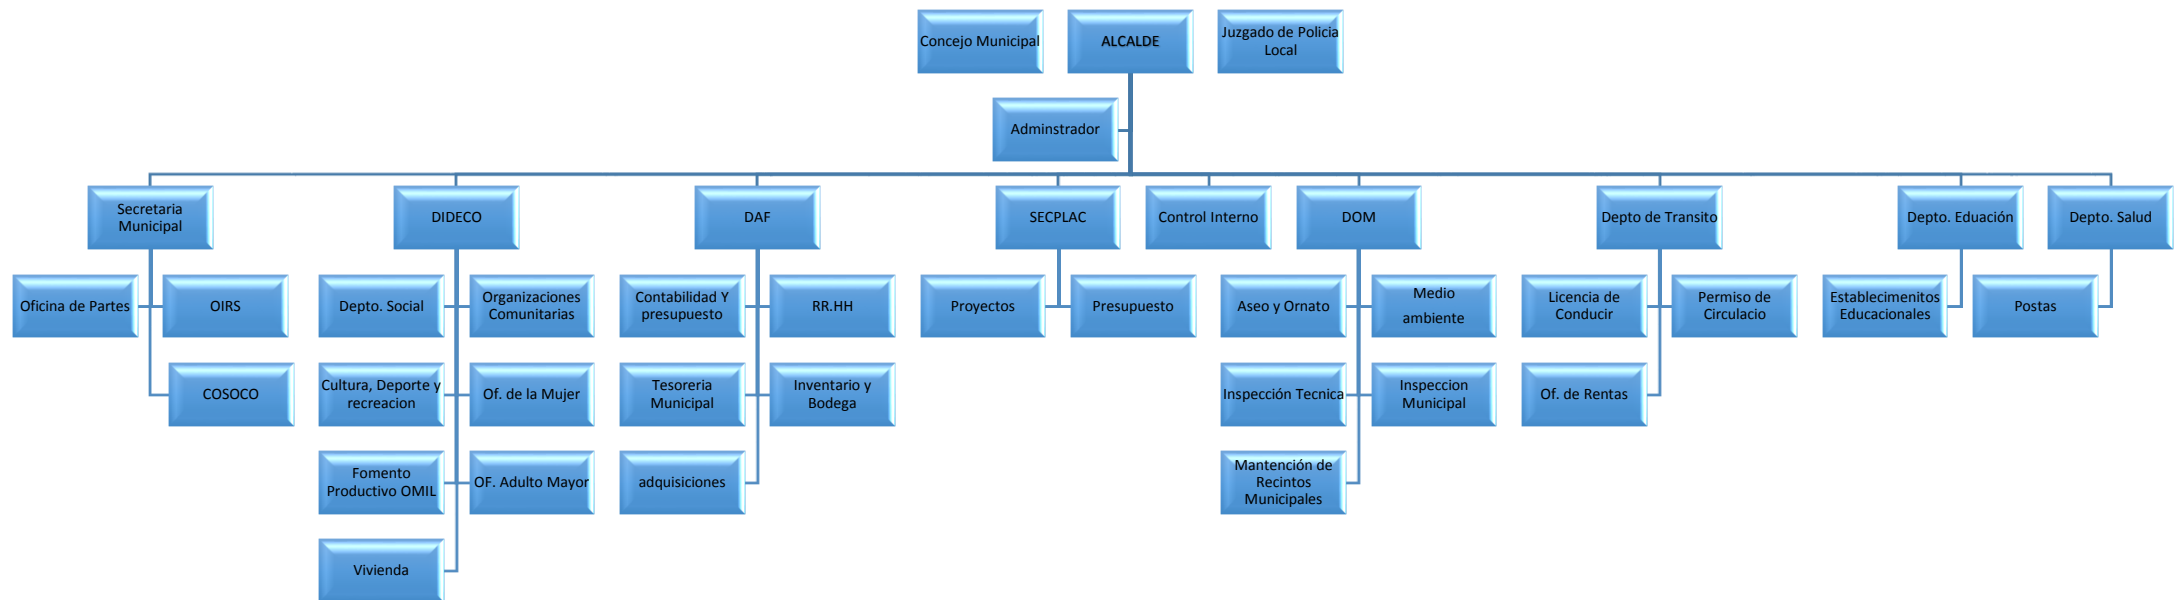 Concejo Municipal
ALCALDE
Juzgado de Policia
Local
Adminstrador
Secretaria
Municipal
DIDECO
DAF
SECPLAC
Control Interno
DOM
Depto de Transito
Depto. Eduación
Depto. Salud
Oficina de Partes
OIRS
Depto. Social
Organizaciones
Comunitarias
Contabilidad Y
presupuesto
RR.HH
Proyectos
Presupuesto
Aseo y Ornato
Medio
ambiente
Licencia de
Conducir
Permiso de
Circulacio
Establecimenitos
Educacionales
Postas
COSOCO
Cultura, Deporte y
recreacion
Of. de la Mujer
Tesoreria
Municipal
Inventario y
Bodega
Inspección Tecnica
Inspeccion
Municipal
Of. de Rentas
Fomento
Productivo OMIL
OF. Adulto Mayor
adquisiciones
Mantención de
Recintos
Municipales
Vivienda